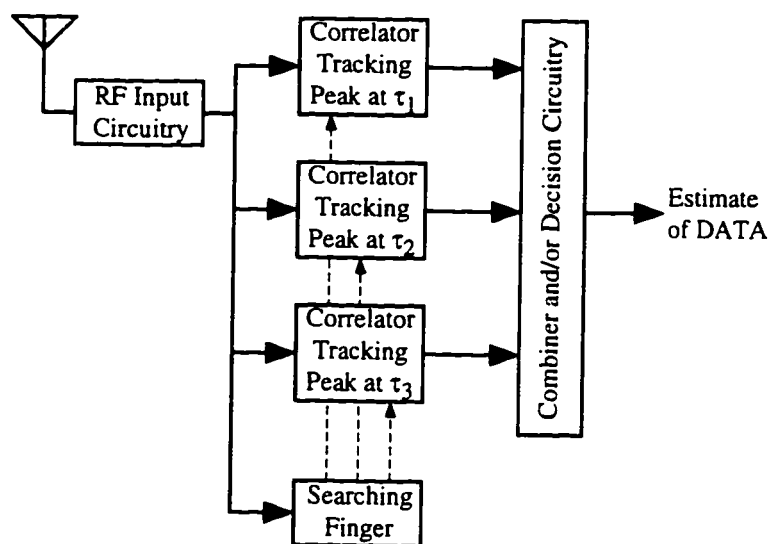 RF Input
Circuitry
Correlator
Tracking
Peak at τ1
Correlator
Tracking
Peak at τ2
Correlator
Tracking
Peak at τ3
Searching
Finger
Combiner and/or Decision Circuitry
Estimate
of DATA